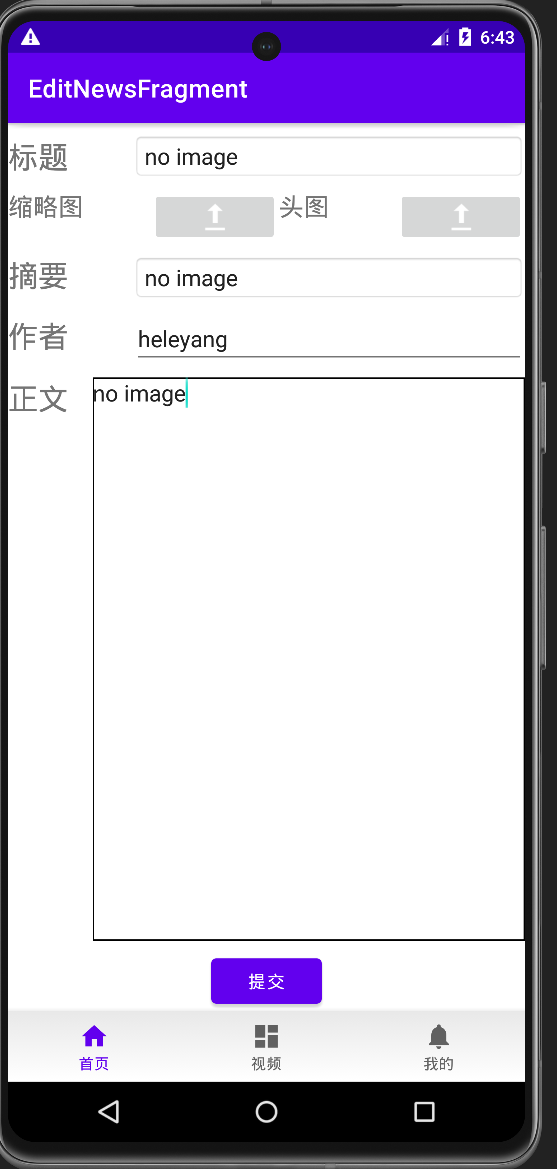 6:43
EditNewsFragment
标题 no image
缩略图 头图
摘要 no image
作者 heleyang
正文 no image
提交
首页 视频 我的